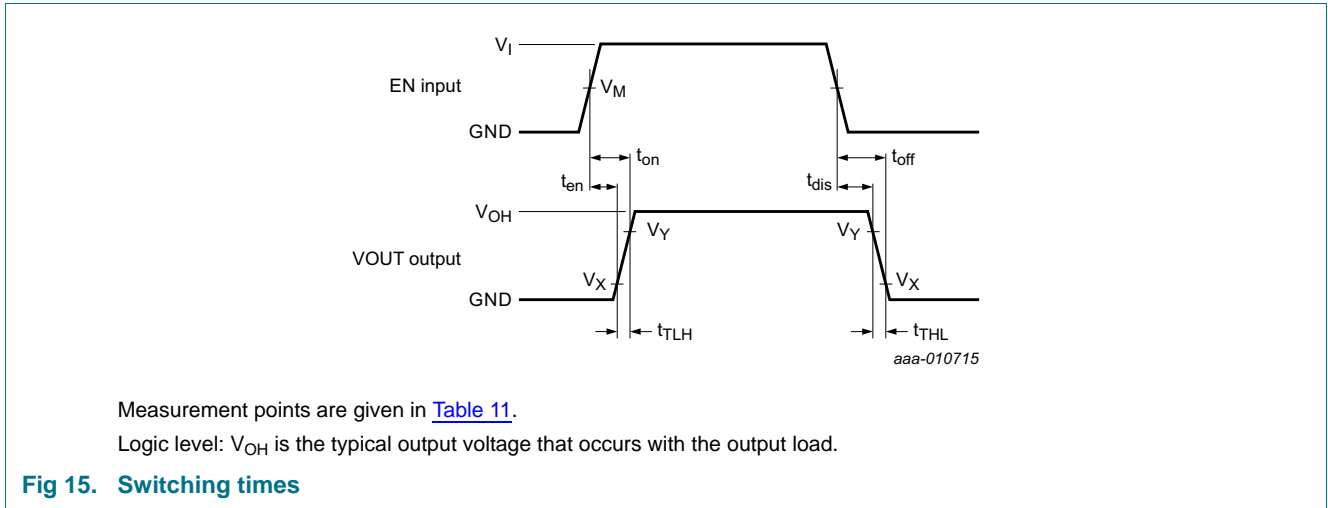 V_I
EN input
V_M
GND
t_on
t_off
t_en
t_dis
V_OH
V_Y
V_Y
VOUT output
V_X
V_X
GND
t_TLH
t_THL
aaa-010715
Measurement points are given in Table 11.
Logic level: V_OH is the typical output voltage that occurs with the output load.
Fig 15. Switching times